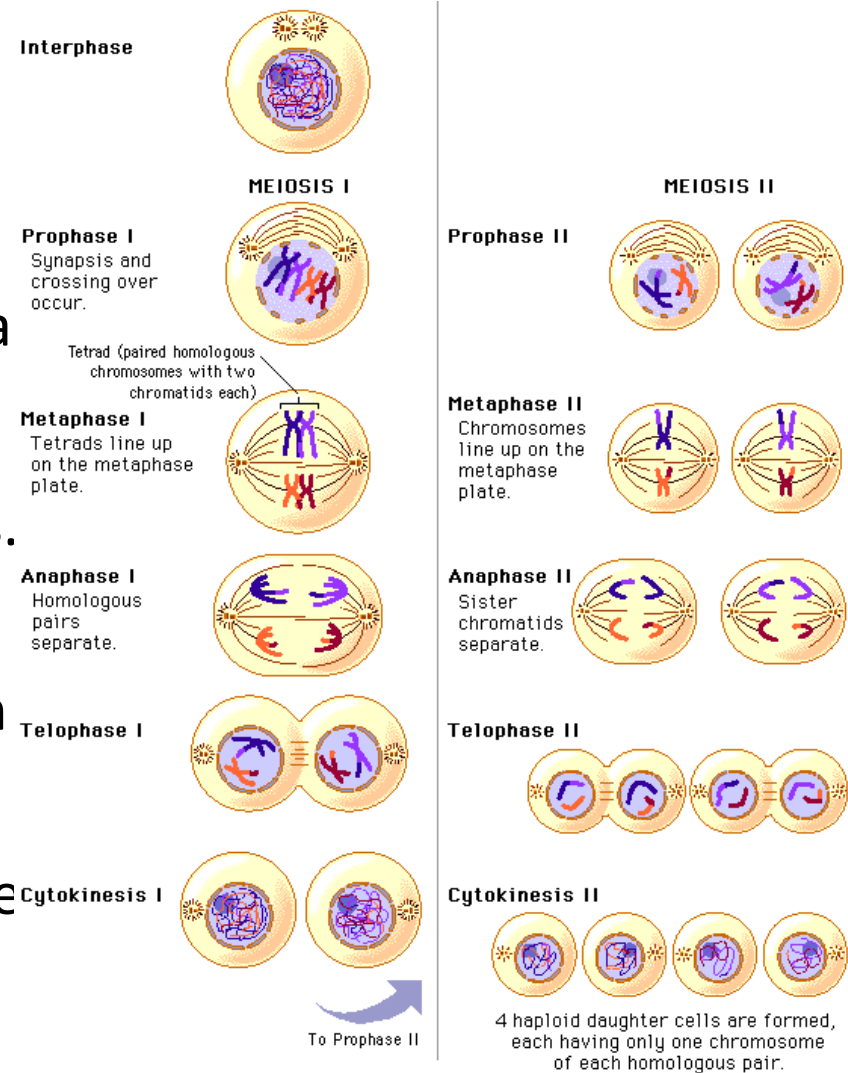 Interphase
MEIOSIS I
Prophase I
Synapsis and
crossing over
occur.
Tetrad (paired homologous
chromosomes with two
chromatids each)
Metaphase I
Tetrads line up
on the metaphase
plate.
Anaphase I
Homologous
pairs
separate.
Telophase I
Cytokinesis I
To Prophase II
MEIOSIS II
Prophase II
Metaphase II
Chromosomes
line up on the
metaphase
plate.
Anaphase II
Sister
chromatids
separate.
Telophase II
Cytokinesis II
4 haploid daughter cells are formed,
each having only one chromosome
of each homologous pair.